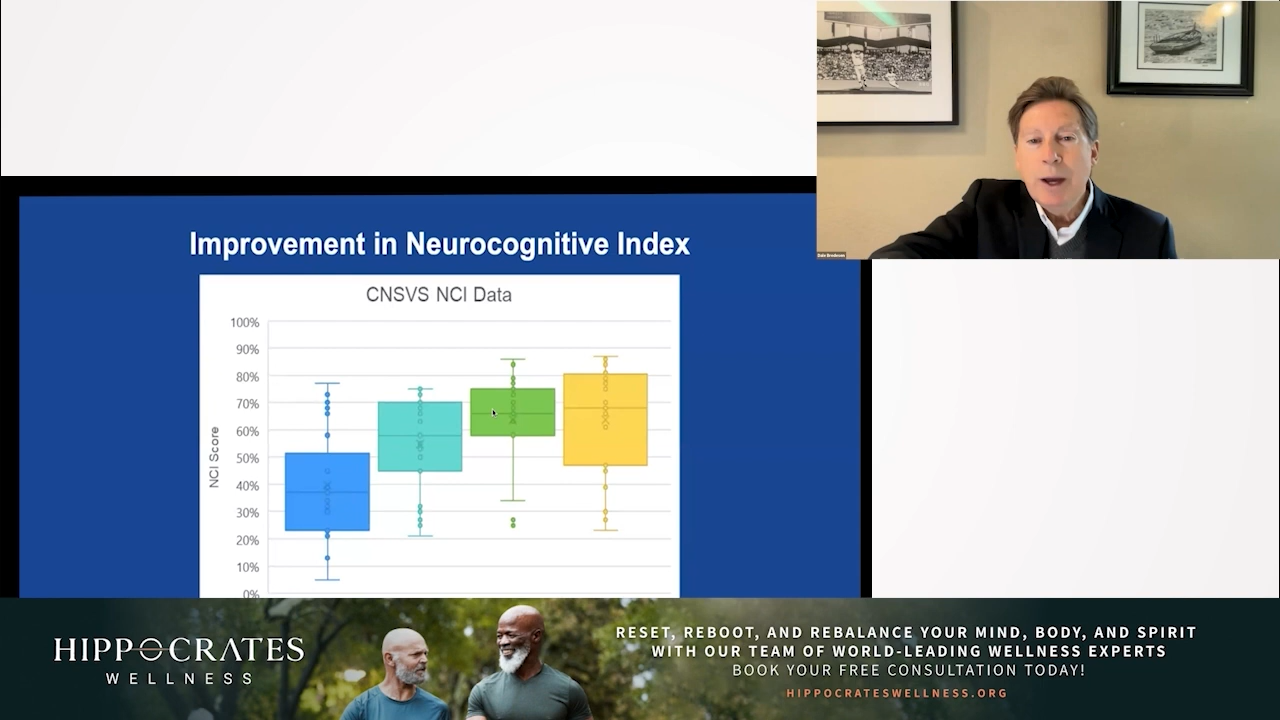 Dale Bredesen
Improvement in Neurocognitive Index
CNSVS NCI Data
100%
90%
80%
70%
60%
50%
40%
30%
20%
10%
0%
NCI Score
HIPPOCRATES
WELLNESS
RESET, REBOOT, AND REBALANCE YOUR MIND, BODY, AND SPIRIT
WITH OUR TEAM OF WORLD-LEADING WELLNESS EXPERTS
BOOK YOUR FREE CONSULTATION TODAY!
HIPPOCRATESWELLNESS.ORG